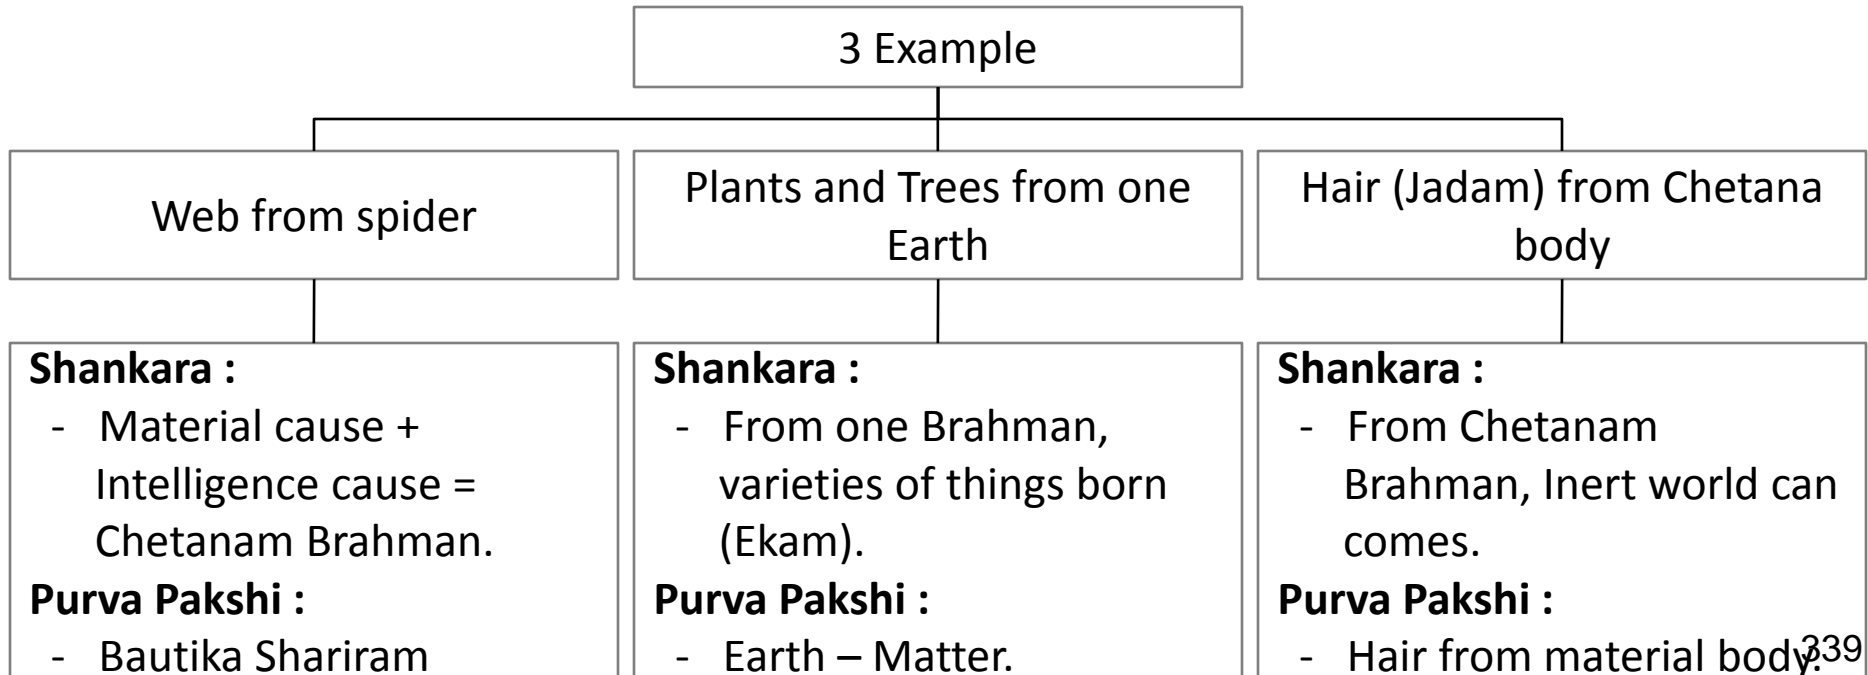 3 Example
Web from spider
Plants and Trees from one
Earth
Hair (Jadam) from Chetana
body
Shankara :
- Material cause +
Intelligence cause =
Chetanam Brahman.
Purva Pakshi :
- Bautika Shariram
Shankara :
- From one Brahman,
varieties of things born
(Ekam).
Purva Pakshi :
- Earth – Matter.
Shankara :
- From Chetanam
Brahman, Inert world can
comes.
Purva Pakshi :
- Hair from material body.
339